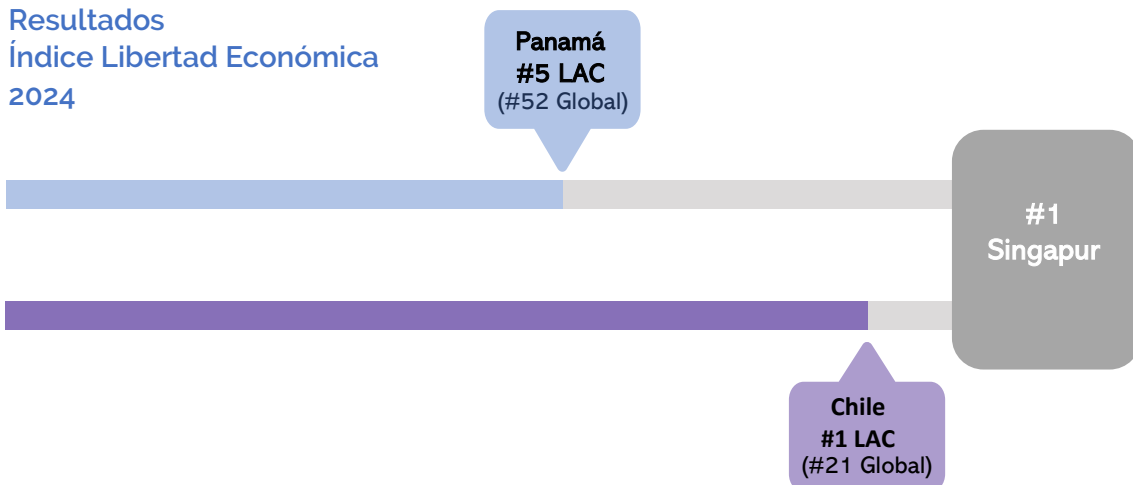 Resultados
Índice Libertad Económica
2024
Panamá
#5 LAC
(#52 Global)
#1
Singapur
Chile
#1 LAC
(#21 Global)